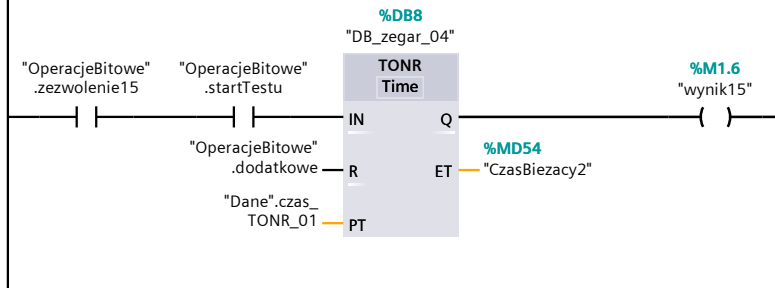 %DB8
"DB_zegar_04"
"OperacjeBitowe"
.zezwolenie15
"OperacjeBitowe"
.startTestu
TONR
Time
%M1.6
"wynik15"
IN
Q
"OperacjeBitowe"
.dodatkowe
R
%MD54
ET
"CzasBiezacy2"
"Dane".czas_
TONR_01
PT